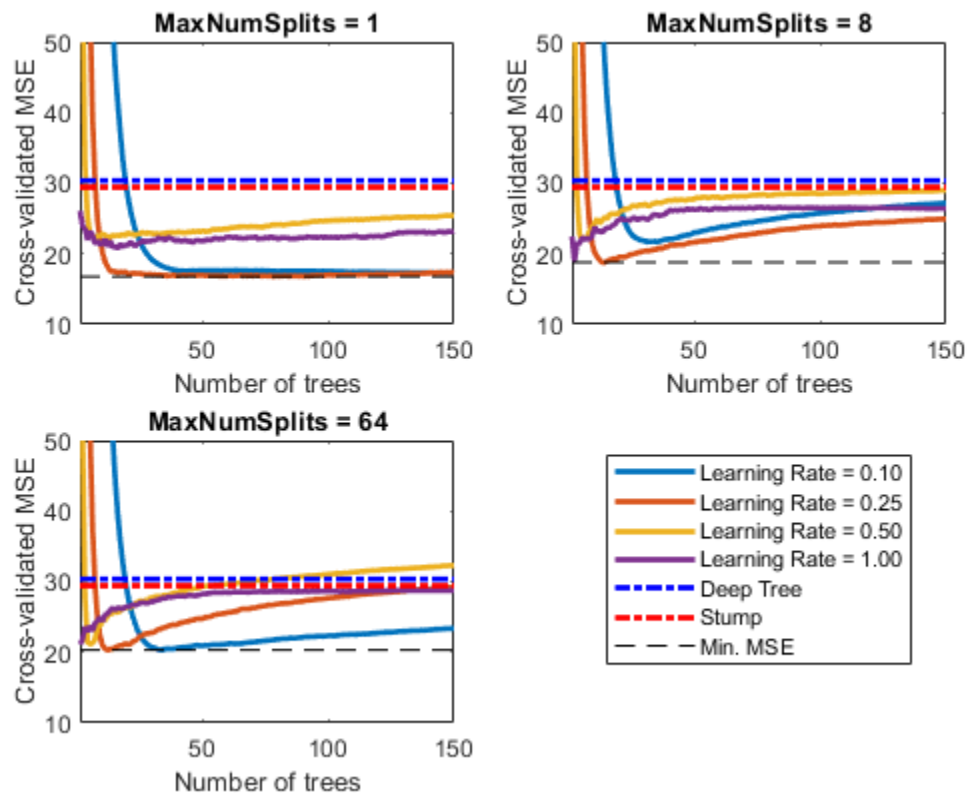 MaxNumSplits = 1
50
40
30
20
10
Cross-validated MSE
50
100
150
Number of trees
MaxNumSplits = 8
50
40
30
20
10
Cross-validated MSE
50
100
150
Number of trees
MaxNumSplits = 64
50
40
30
20
10
Cross-validated MSE
50
100
150
Number of trees
Learning Rate = 0.10
Learning Rate = 0.25
Learning Rate = 0.50
Learning Rate = 1.00
Deep Tree
Stump
Min. MSE